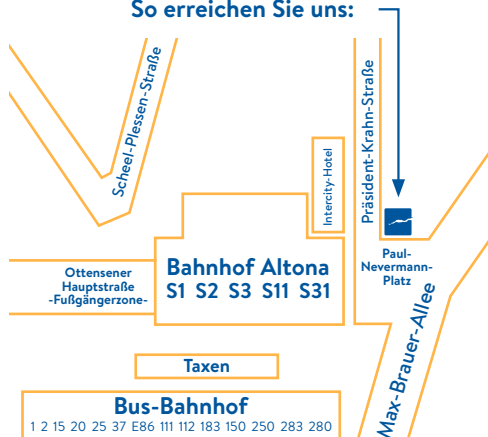 So erreichen Sie uns:
Scheel-Plessen-Straße
Präsident-Krahn-Straße
Intercity-Hotel
Paul-
Nevermann-
Platz
Ottensener
Hauptstraße
-Fußgängerzone-
Bahnhof Altona
S1 S2 S3 S11 S31
Max-Brauer-Allee
Taxen
Bus-Bahnhof
1 2 15 20 25 37 E86 111 112 183 150 250 283 280